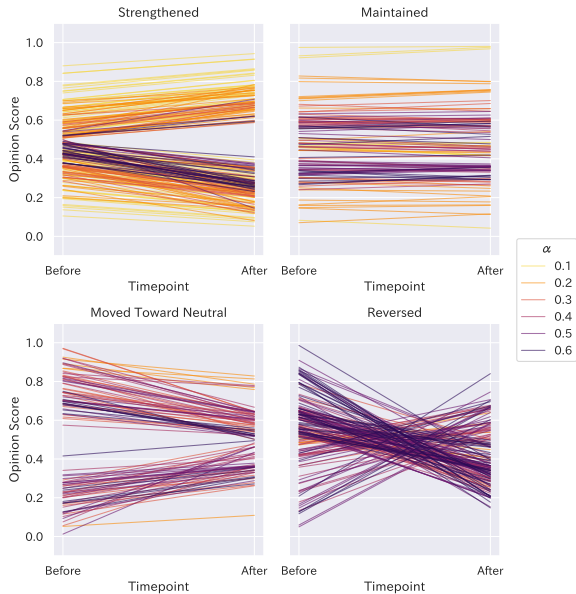 Strengthened
Maintained
1.0
0.8
0.6
0.4
0.2
0.0
Opinion Score
Before
After
Before
After
Timepoint
Timepoint
α
0.1
0.2
0.3
0.4
0.5
0.6
Moved Toward Neutral
Reversed
1.0
0.8
0.6
0.4
0.2
0.0
Opinion Score
Before
After
Before
After
Timepoint
Timepoint